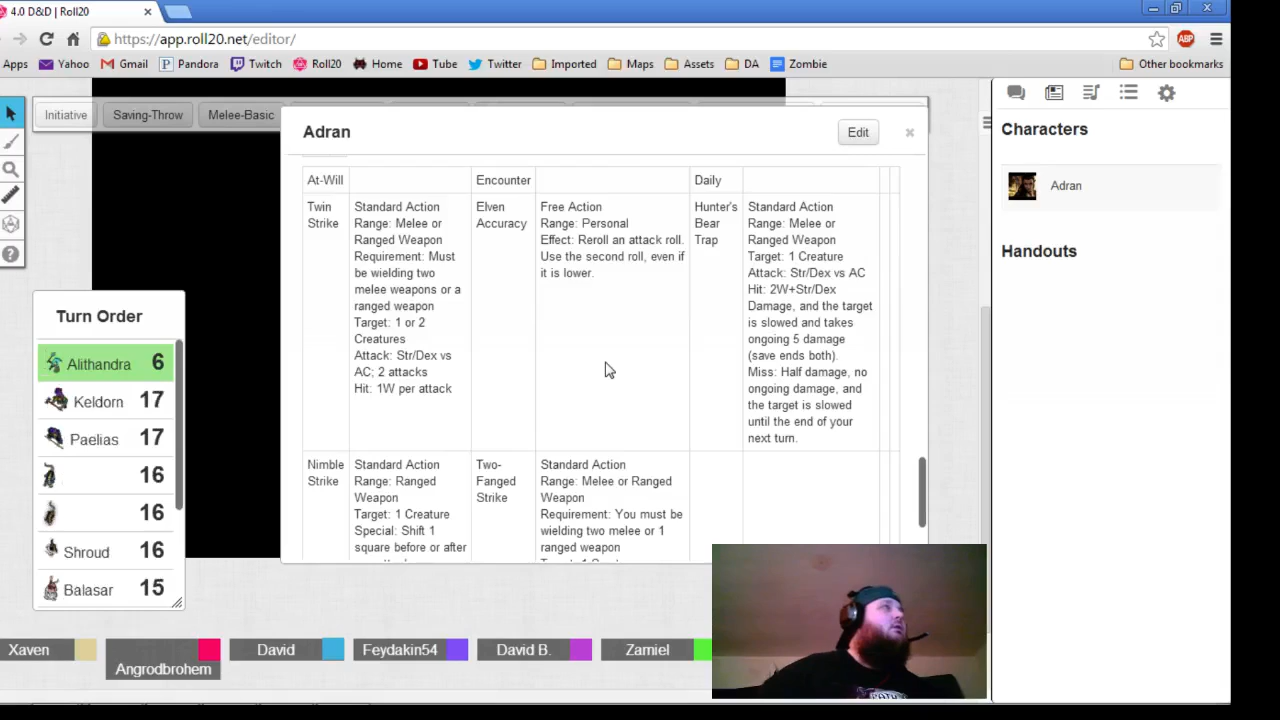 4.0 D&D | Roll20
https://app.roll20.net/editor/
ABP
Apps Yahoo Gmail Pandora Twitch Roll20 Home Tube Twitter Imported Maps Assets DA Zombie Other bookmarks
Initiative Saving-Throw Melee-Basic
Adran
Edit
Characters
Adran
Handouts
At-Will Encounter Daily
Twin
Strike
Standard Action
Range: Melee or
Ranged Weapon
Requirement: Must
be wielding two
melee weapons or a
ranged weapon
Target: 1 or 2
Creatures
Attack: Str/Dex vs
AC; 2 attacks
Hit: 1W per attack
Elven
Accuracy
Free Action
Range: Personal
Effect: Reroll an attack roll.
Use the second roll, even if
it is lower.
Hunter's
Bear
Trap
Standard Action
Range: Melee or
Ranged Weapon
Target: 1 Creature
Attack: Str/Dex vs AC
Hit: 2W+Str/Dex
Damage, and the target
is slowed and takes
ongoing 5 damage
(save ends both).
Miss: Half damage, no
ongoing damage, and
the target is slowed
until the end of your
next turn.
Nimble
Strike
Standard Action
Range: Ranged
Weapon
Target: 1 Creature
Special: Shift 1
square before or after
Two-
Fanged
Strike
Standard Action
Range: Melee or Ranged
Weapon
Requirement: You must be
wielding two melee or 1
ranged weapon
Turn Order
Alithandra 6
Keldorn 17
Paelias 17
16
16
Shroud 16
Balasar 15
Xaven
Angrodbrohem
David
Feydakin54
David B.
Zamiel